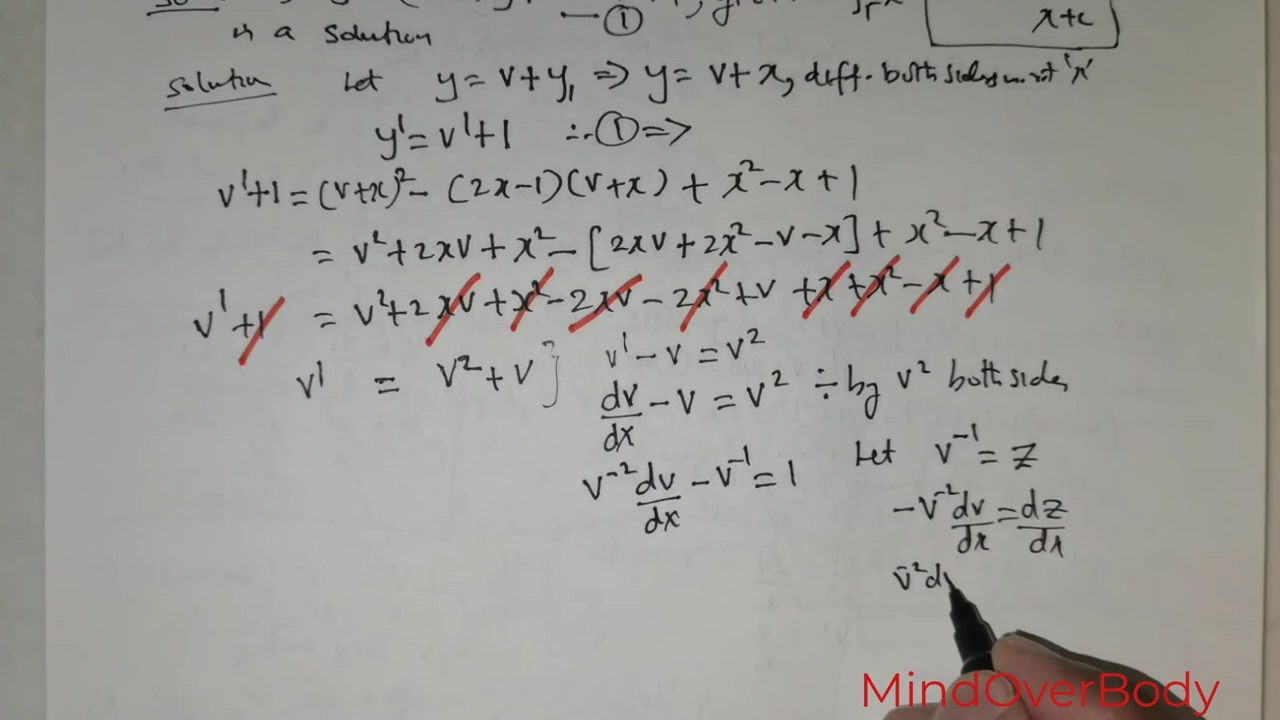 — ①
x+c
is a solution
solution Let y = v+y₁ ⇒ y = v+x, diff. both sides w.r.t 'x'
y' = v'+1 ∴ ① ⇒
v'+1 = (v+x)² - (2x-1)(v+x) + x²-x+1
= v²+2xv+x² - [2xv+2x²-v-x] + x²-x+1
v'+1 = v²+2xv+x²-2xv-2x²+v+x+x²-x+1
v' = v²+v } v'-v = v²
dv/dx - v = v² ÷ by v² both sides
v⁻² dv/dx - v⁻¹ = 1
Let v⁻¹ = z
-v⁻² dv/dx = dz/dx
v⁻² d
MindOverBody